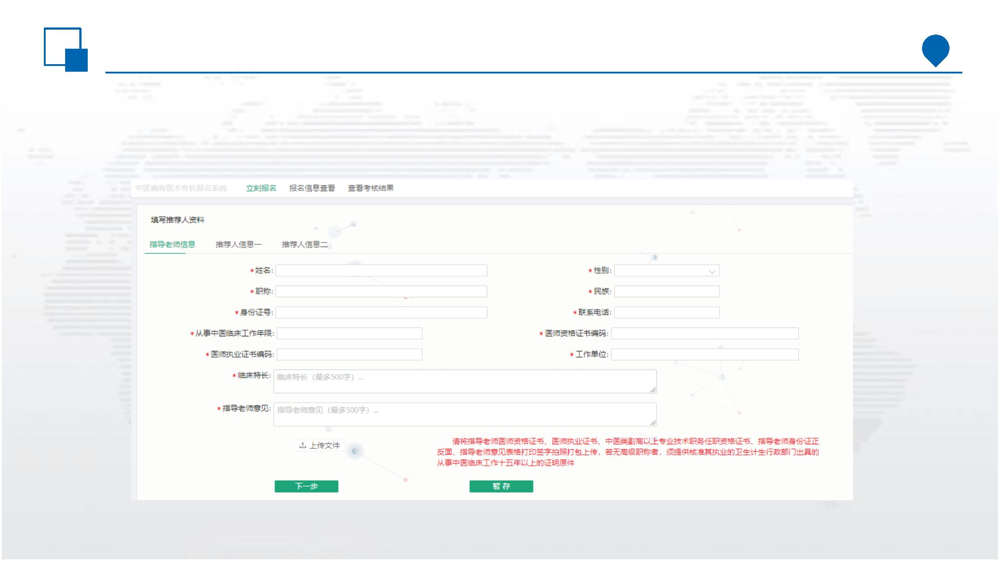 中医确有医术专长报名系统 立刻报名 报名信息查看 查看考核结果
填写推荐人资料
指导老师信息 推荐人信息一 推荐人信息二
*姓名: *性别:
*职称: *民族:
*身份证号: *联系电话:
*从事中医临床工作年限: *医师资格证书编码:
*医师执业证书编码: *工作单位:
*临床特长: 临床特长（最多500字）...
*指导老师意见: 指导老师意见（最多500字）...
上传文件
请将指导老师医师资格证书、医师执业证书、中医类副高以上专业技术职务任职资格证书、指导老师身份证正
反面、指导老师意见表格打印签字拍照打包上传，若无高级职称者，须提供核准其执业的卫生计生行政部门出具的
从事中医临床工作十五年以上的证明原件
下一步 暂存